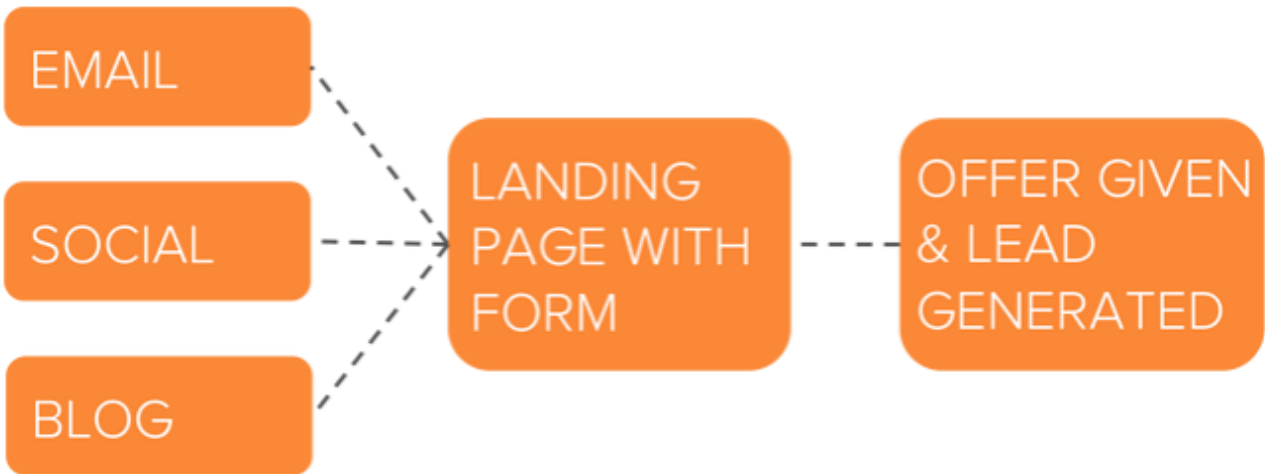 EMAIL
SOCIAL
BLOG
LANDING
PAGE WITH
FORM
OFFER GIVEN
& LEAD
GENERATED